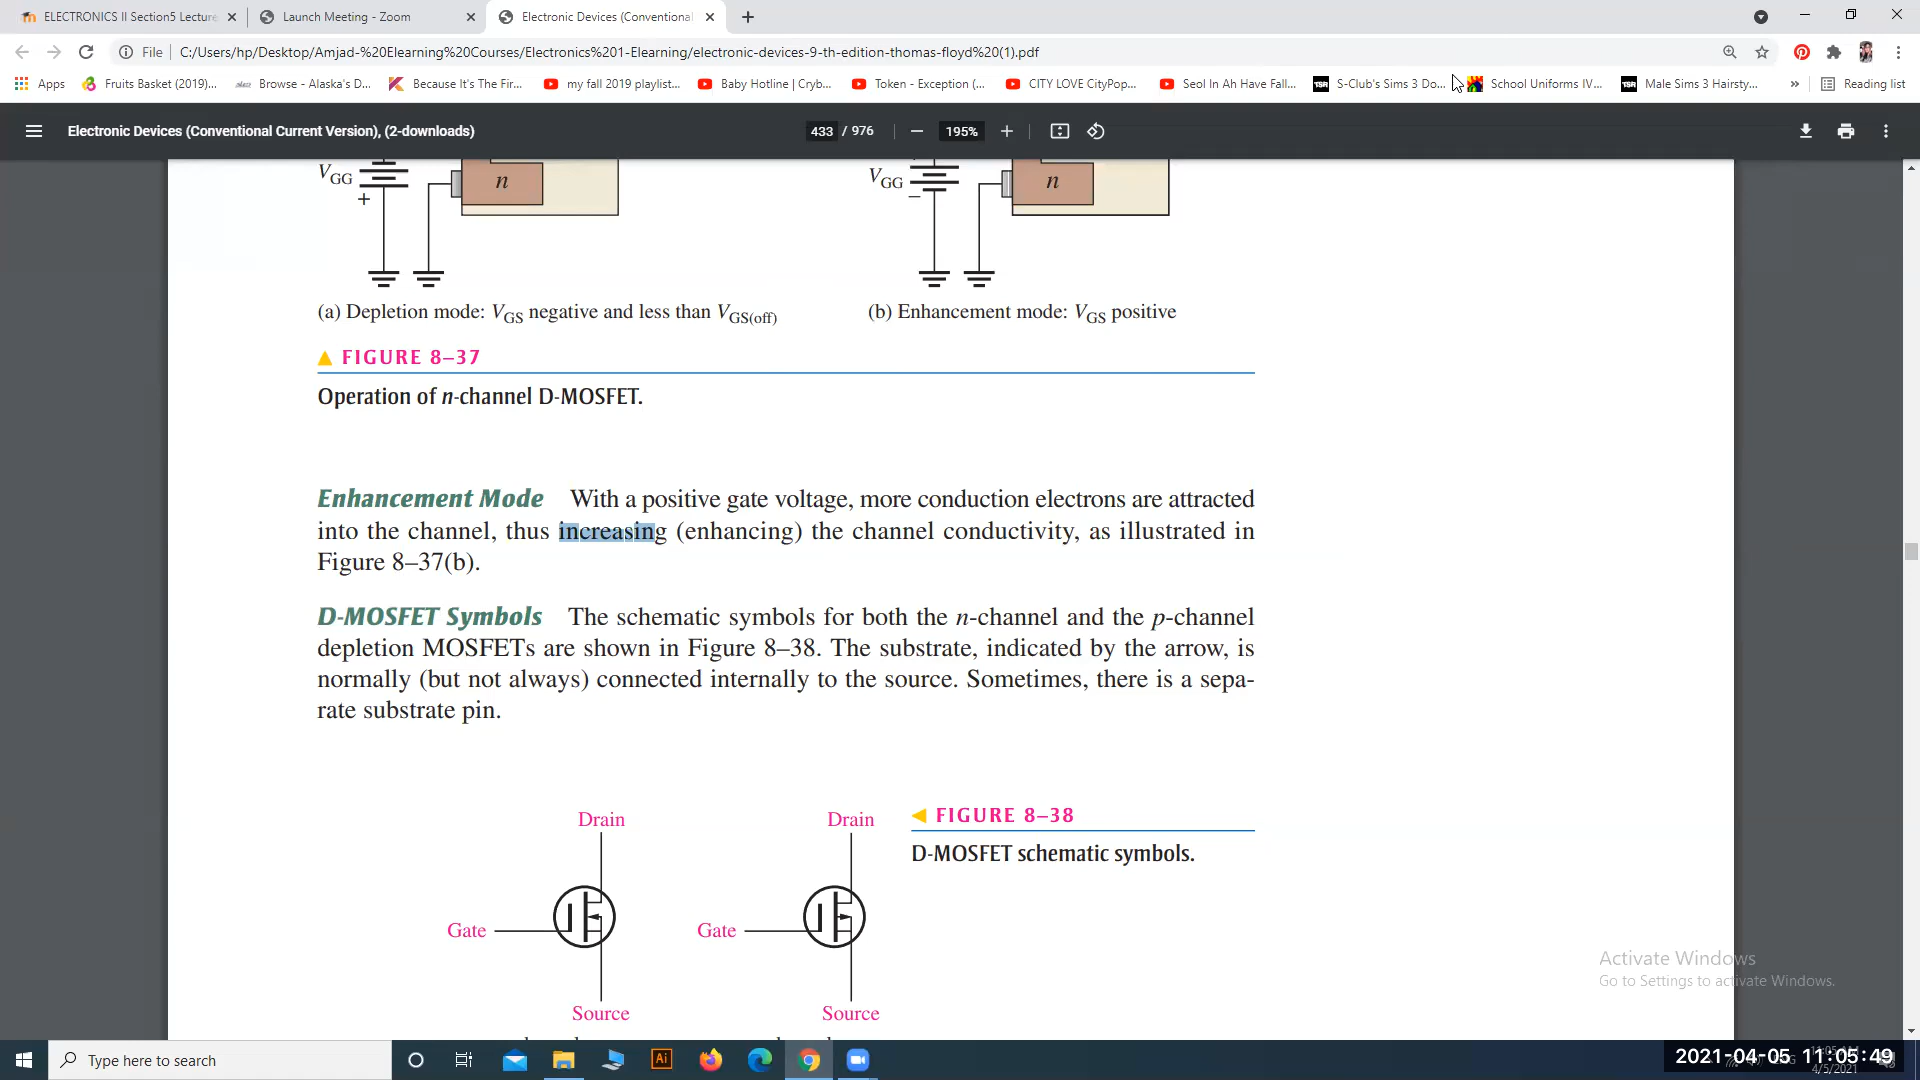 ELECTRONICS II Section5 Lecture
Launch Meeting - Zoom
Electronic Devices (Conventional
File
C:/Users/hp/Desktop/Amjad-%20Elearning%20Courses/Electronics%201-Elearning/electronic-devices-9-th-edition-thomas-floyd%20(1).pdf
Apps
Fruits Basket (2019)...
Browse - Alaska's D...
Because It's The Fir...
my fall 2019 playlist...
Baby Hotline | Cryb...
Token - Exception (...
CITY LOVE CityPop...
Seol In Ah Have Fall...
TSR
S-Club's Sims 3 Do...
School Uniforms IV...
TSR
Male Sims 3 Hairsty...
»
Reading list
Electronic Devices (Conventional Current Version), (2-downloads)
433 / 976
195%
VGG
+
n
VGG
−
n
(a) Depletion mode: VGS negative and less than VGS(off)
(b) Enhancement mode: VGS positive
▲ FIGURE 8–37
Operation of n-channel D-MOSFET.
Enhancement Mode With a positive gate voltage, more conduction electrons are attracted
into the channel, thus increasing (enhancing) the channel conductivity, as illustrated in
Figure 8–37(b).
D-MOSFET Symbols The schematic symbols for both the n-channel and the p-channel
depletion MOSFETs are shown in Figure 8–38. The substrate, indicated by the arrow, is
normally (but not always) connected internally to the source. Sometimes, there is a sepa-
rate substrate pin.
Drain
Drain
◀ FIGURE 8–38
D-MOSFET schematic symbols.
Gate
Gate
Source
Source
Activate Windows
Go to Settings to activate Windows.
Type here to search
Ai
2021-04-05 11:05:49
4/5/2021